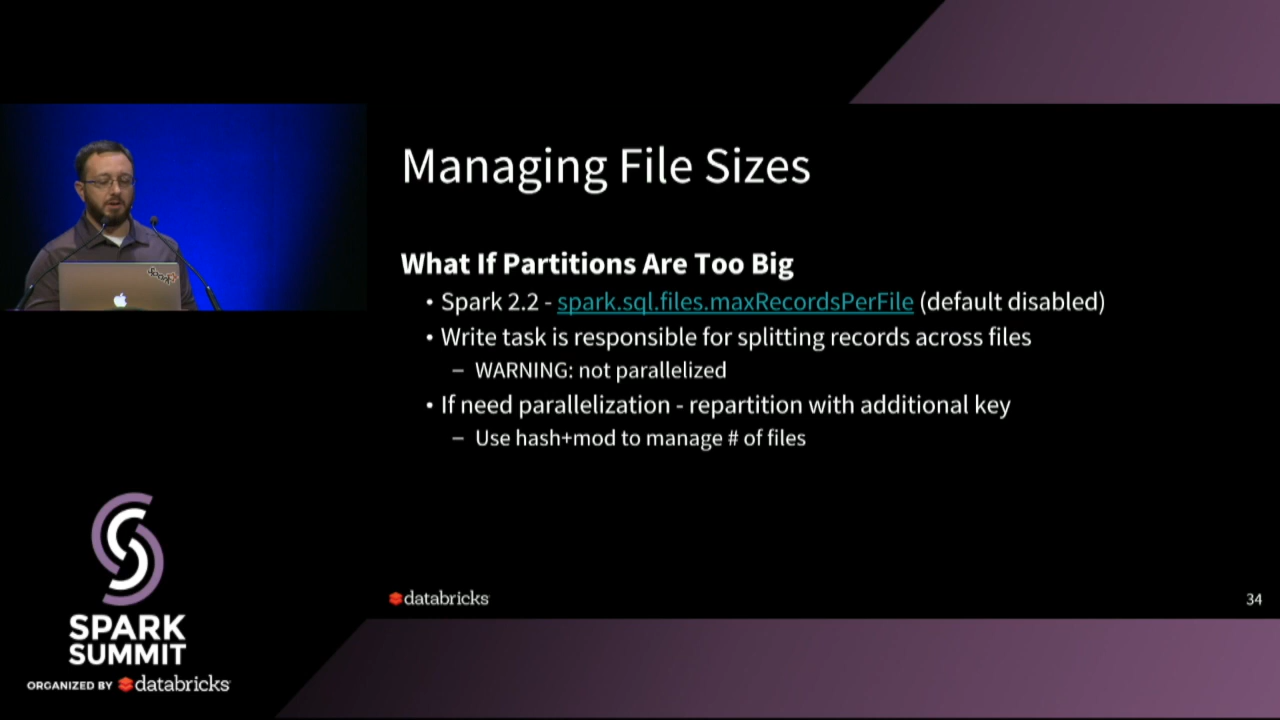 Managing File Sizes
What If Partitions Are Too Big
• Spark 2.2 - spark.sql.files.maxRecordsPerFile (default disabled)
• Write task is responsible for splitting records across files
– WARNING: not parallelized
• If need parallelization - repartition with additional key
– Use hash+mod to manage # of files
databricks
34
SPARK
SUMMIT
ORGANIZED BY databricks
Spark